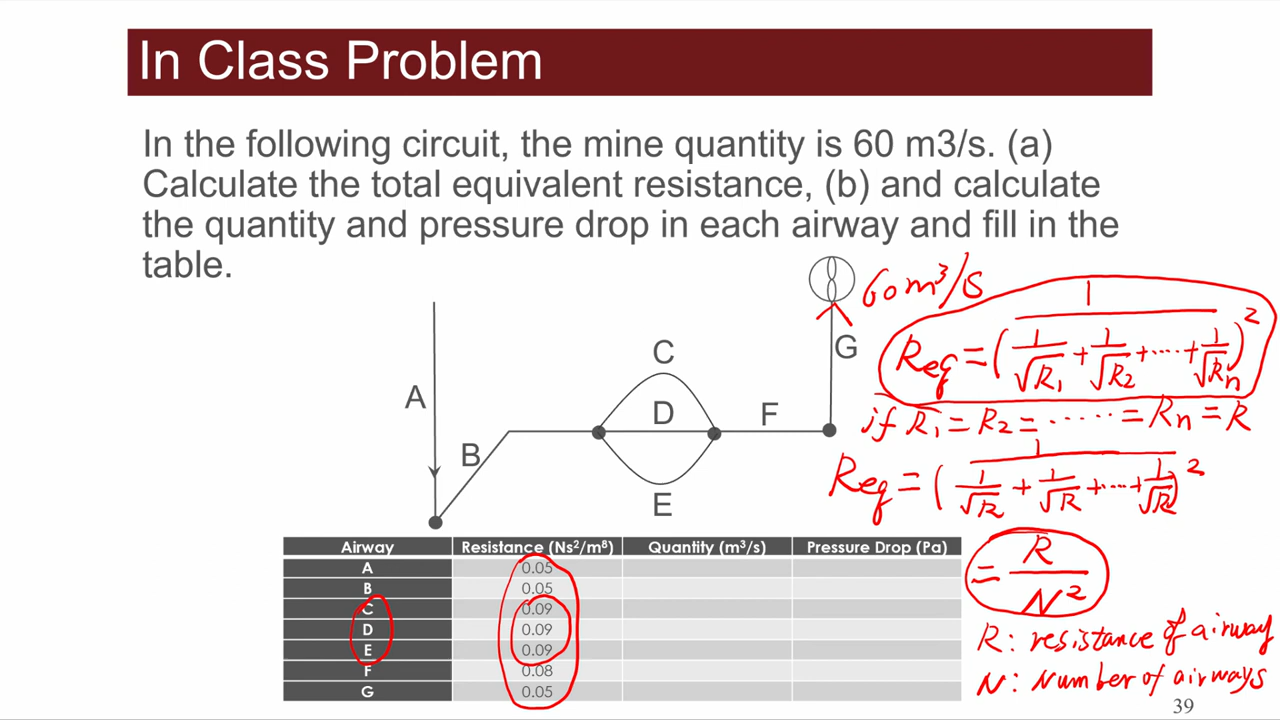 In Class Problem
In the following circuit, the mine quantity is 60 m3/s. (a)
Calculate the total equivalent resistance, (b) and calculate
the quantity and pressure drop in each airway and fill in the
table.
60 m³/s
A
B
C
D
E
F
G
Req = (1/(1/√R₁ + 1/√R₂ + ···· + 1/√Rn))²
if R₁ = R₂ = ······ = Rn = R
Req = (1/(1/√R + 1/√R + ···+ 1/√R))²
= R/N²
R: resistance of airway
N: Number of airways
Airway Resistance (Ns²/m⁸) Quantity (m³/s) Pressure Drop (Pa)
A 0.05
B 0.05
C 0.09
D 0.09
E 0.09
F 0.08
G 0.05
39